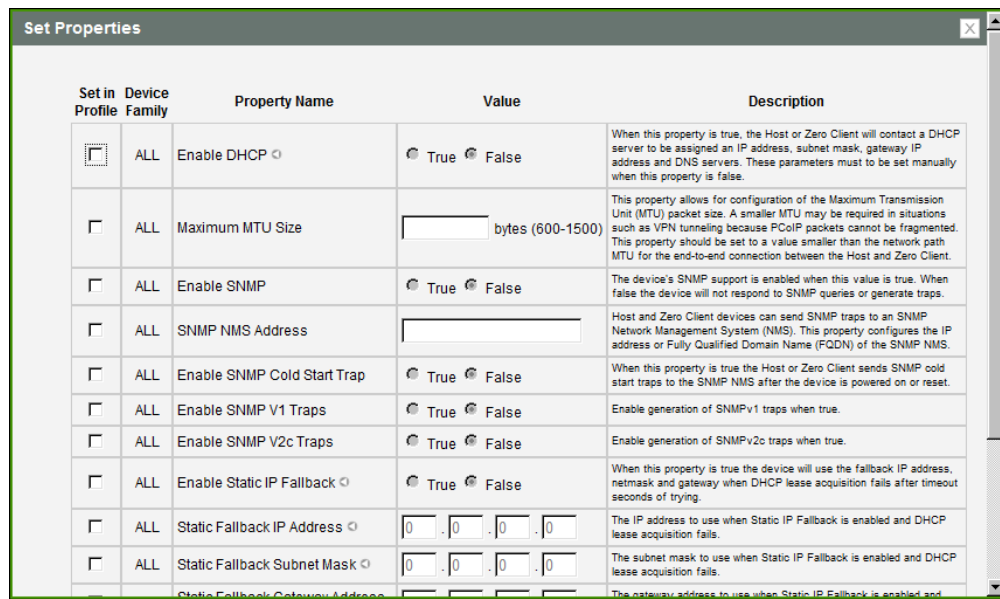 Set Properties
X
Set in Profile
Device Family
Property Name
Value
Description
ALL
Enable DHCP
True False
When this property is true, the Host or Zero Client will contact a DHCP
server to be assigned an IP address, subnet mask, gateway IP
address and DNS servers. These parameters must to be set manually
when this property is false.
ALL
Maximum MTU Size
bytes (600-1500)
This property allows for configuration of the Maximum Transmission
Unit (MTU) packet size. A smaller MTU may be required in situations
such as VPN tunneling because PCoIP packets cannot be fragmented.
This property should be set to a value smaller than the network path
MTU for the end-to-end connection between the Host and Zero Client.
ALL
Enable SNMP
True False
The device's SNMP support is enabled when this value is true. When
false the device will not respond to SNMP queries or generate traps.
ALL
SNMP NMS Address
Host and Zero Client devices can send SNMP traps to an SNMP
Network Management System (NMS). This property configures the IP
address or Fully Qualified Domain Name (FQDN) of the SNMP NMS.
ALL
Enable SNMP Cold Start Trap
True False
When this property is true the Host or Zero Client sends SNMP cold
start traps to the SNMP NMS after the device is powered on or reset.
ALL
Enable SNMP V1 Traps
True False
Enable generation of SNMPv1 traps when true.
ALL
Enable SNMP V2c Traps
True False
Enable generation of SNMPv2c traps when true.
ALL
Enable Static IP Fallback
True False
When this property is true the device will use the fallback IP address,
netmask and gateway when DHCP lease acquisition fails after timeout
seconds of trying.
ALL
Static Fallback IP Address
0 . 0 . 0 . 0
The IP address to use when Static IP Fallback is enabled and DHCP
lease acquisition fails.
ALL
Static Fallback Subnet Mask
0 . 0 . 0 . 0
The subnet mask to use when Static IP Fallback is enabled and DHCP
lease acquisition fails.
Static Fallback Gateway Address
The gateway address to use when Static IP Fallback is enabled and